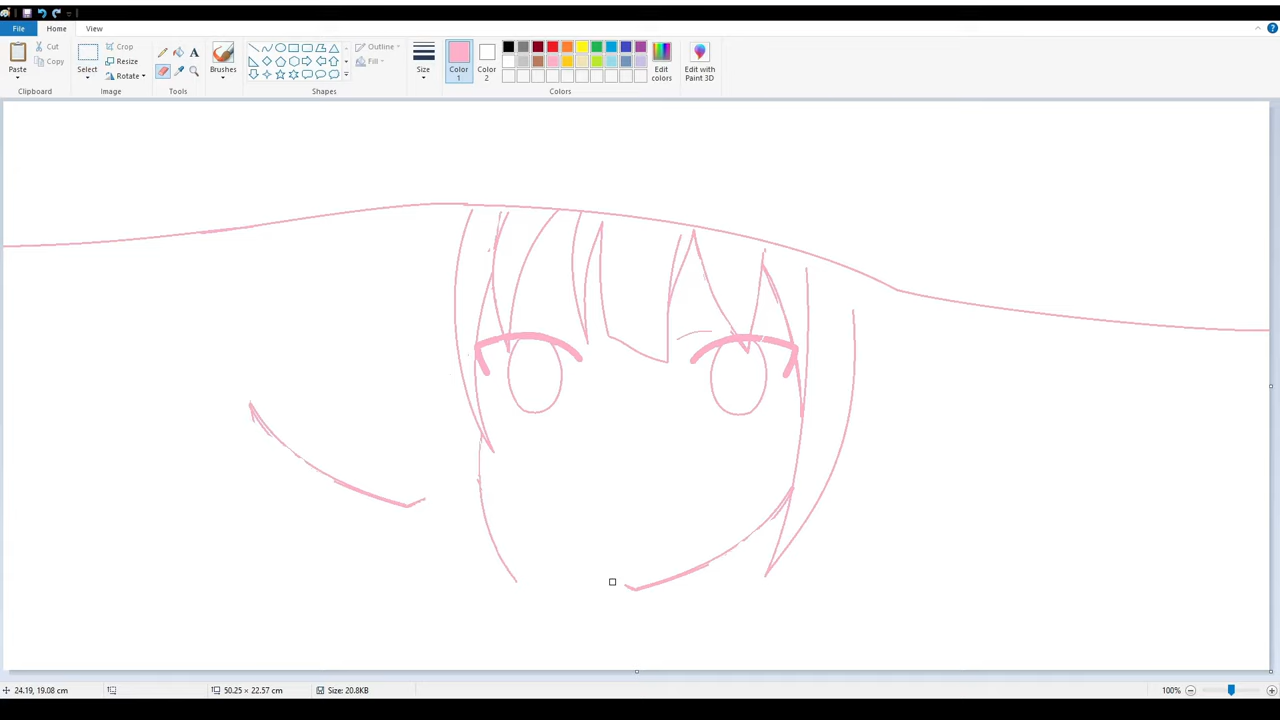 File Home View
Paste Cut Copy
Clipboard
Select Crop Resize Rotate
Image
A
Tools
Brushes
Outline Fill
Shapes
Size
Color 1 Color 2
Edit colors
Colors
Edit with Paint 3D
24.19, 19.08 cm 50.25 × 22.57 cm Size: 20.8KB 100%